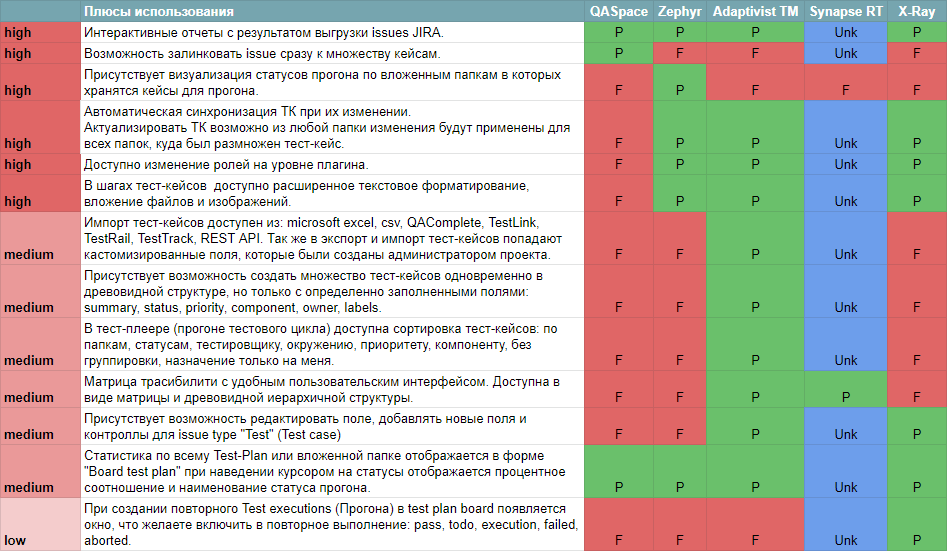 Плюсы использования QASpace Zephyr Adaptivist TM Synapse RT X-Ray
high Интерактивные отчеты с результатом выгрузки issues JIRA. P P P Unk P
high Возможность залинковать issue сразу к множеству кейсам. P F F Unk F
Присутствует визуализация статусов прогона по вложенным папкам в которых
high хранятся кейсы для прогона. F P F F F
Автоматическая синхронизация ТК при их изменении.
Актуализировать ТК возможно из любой папки изменения будут применены для
high всех папок, куда был размножен тест-кейс. F P P Unk P
high Доступно изменение ролей на уровне плагина. F P P Unk P
В шагах тест-кейсов доступно расширенное текстовое форматирование,
high вложение файлов и изображений. F P P Unk P
Импорт тест-кейсов доступен из: microsoft excel, csv, QAComplete, TestLink,
TestRail, TestTrack, REST API. Так же в экспорт и импорт тест-кейсов попадают
medium кастомизированные поля, которые были созданы администратором проекта. F F P Unk F
Присутствует возможность создать множество тест-кейсов одновременно в
древовидной структуре, но только с определенно заполненными полями:
medium summary, status, priority, component, owner, labels. F F P Unk F
В тест-плеере (прогоне тестового цикла) доступна сортировка тест-кейсов: по
папкам, статусам, тестировщику, окружению, приоритету, компоненту, без
medium группировки, назначение только на меня. F F P Unk F
Матрица трасибилити с удобным пользовательским интерфейсом. Доступна в
medium виде матрицы и древовидной иерархичной структуры. F F P P F
Присутствует возможность редактировать поле, добавлять новые поля и
medium контроллы для issue type "Test" (Test case) F F P Unk P
Статистика по всему Test-Plan или вложенной папке отображается в форме
"Board test plan" при наведении курсором на статусы отображается процентное
medium соотношение и наименование статуса прогона. P P P Unk P
При создании повторного Test executions (Прогона) в test plan board появляется
окно, что желаете включить в повторное выполнение: pass, todo, execution, failed,
low aborted. F F F Unk P